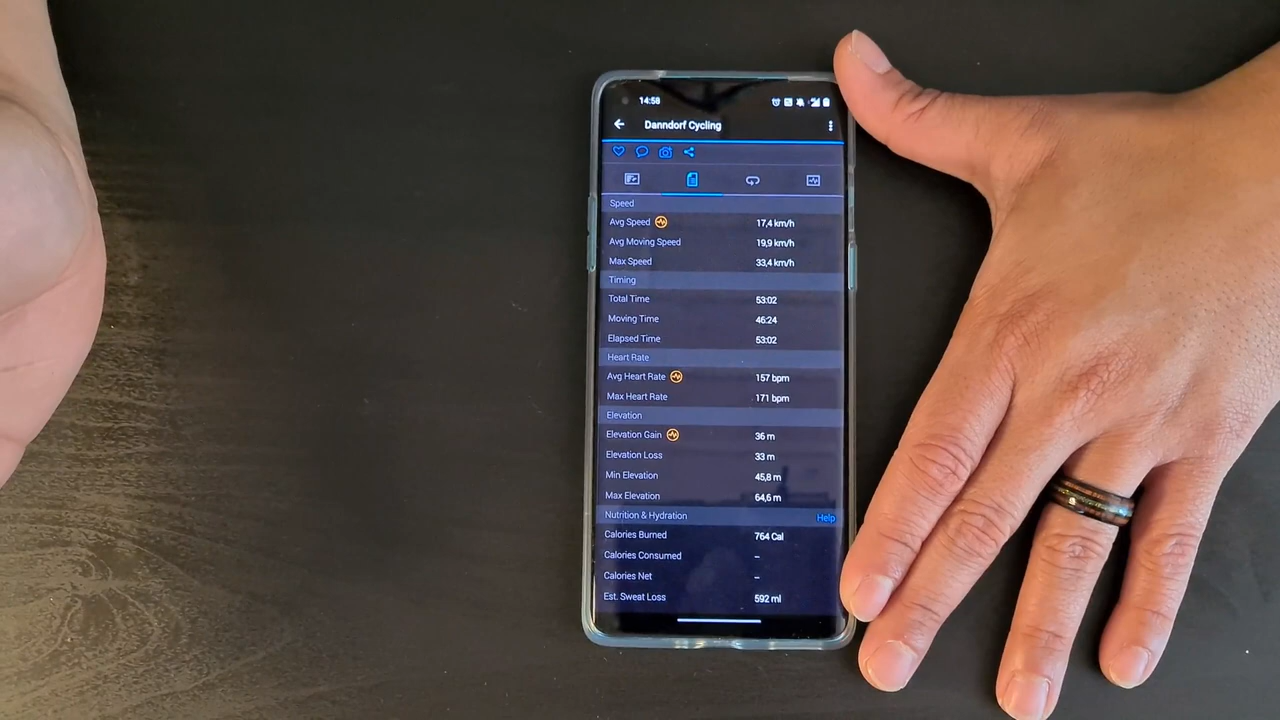 14:58
Danndorf Cycling
Speed
Avg Speed 17,4 km/h
Avg Moving Speed 19,9 km/h
Max Speed 33,4 km/h
Timing
Total Time 53:02
Moving Time 46:24
Elapsed Time 53:02
Heart Rate
Avg Heart Rate 157 bpm
Max Heart Rate 171 bpm
Elevation
Elevation Gain 36 m
Elevation Loss 33 m
Min Elevation 45,8 m
Max Elevation 64,6 m
Nutrition & Hydration Help
Calories Burned 764 Cal
Calories Consumed --
Calories Net --
Est. Sweat Loss 592 ml